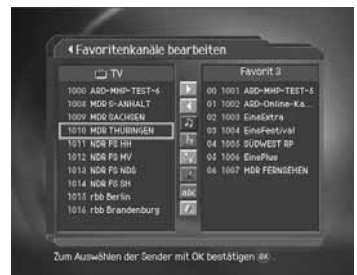 Favoritenkanäle bearbeiten
TV
1000 ARD-MHP-TEST-6
1008 MDR S-ANHALT
1009 MDR SACHSEN
1010 MDR THÜRINGEN
1011 NDR FS HH
1012 NDR FS MV
1013 NDR FS NDS
1014 NDR FS SH
1015 rbb Berlin
1016 rbb Brandenburg
abc
Favorit 3
00 1001 ARD-MHP-TEST-5
01 1002 ARD-Online-Ka...
02 1003 EinsExtra
03 1004 EinsFestival
04 1005 SÜDWEST RP
05 1006 EinsPlus
06 1007 MDR FERNSEHEN
Zum Auswählen der Sender mit OK bestätigen OK .